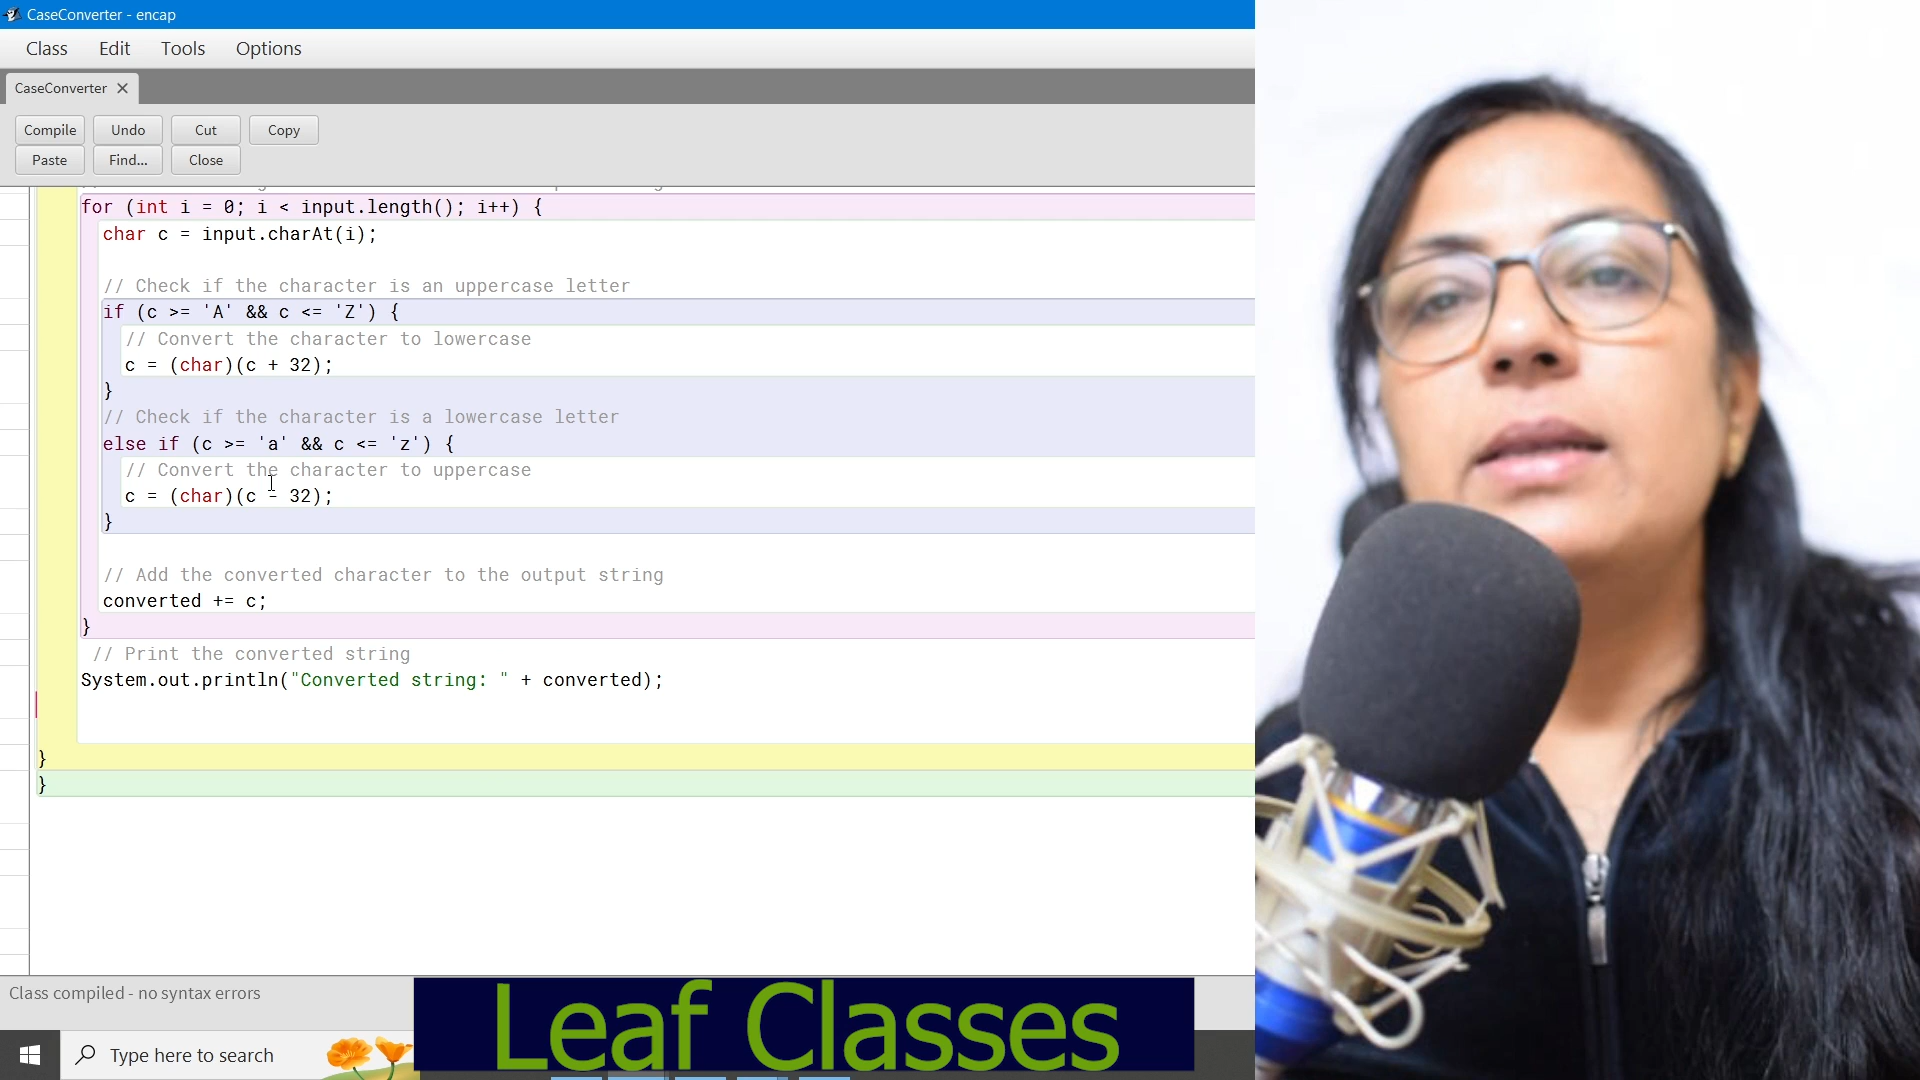 CaseConverter - encap
Class Edit Tools Options
CaseConverter
Compile Undo Cut Copy
Paste Find... Close
for (int i = 0; i < input.length(); i++) {
char c = input.charAt(i);
// Check if the character is an uppercase letter
if (c >= 'A' && c <= 'Z') {
// Convert the character to lowercase
c = (char)(c + 32);
}
// Check if the character is a lowercase letter
else if (c >= 'a' && c <= 'z') {
// Convert the character to uppercase
c = (char)(c - 32);
}
// Add the converted character to the output string
converted += c;
}
// Print the converted string
System.out.println("Converted string: " + converted);
}
}
Class compiled - no syntax errors
Leaf Classes
Type here to search